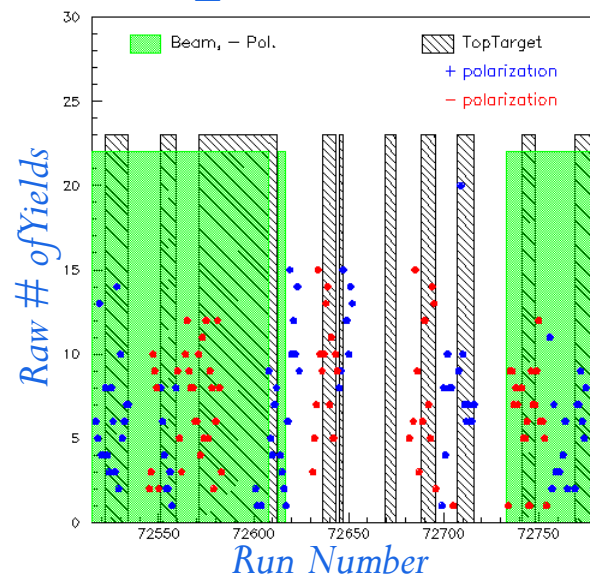 30
Beam, - Pol.
TopTarget
+ polarization
- polarization
25
20
15
10
5
0
Raw # ofYields
72550
72600
72650
72700
72750
Run Number